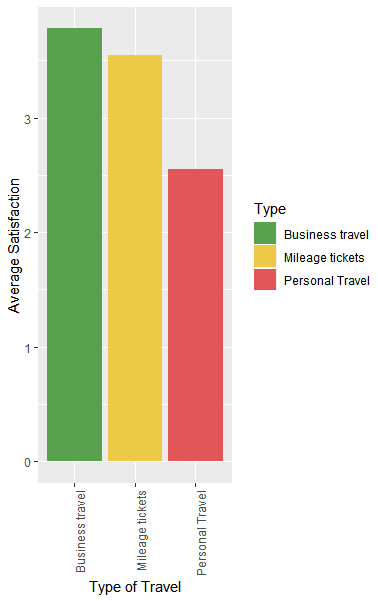 Average Satisfaction
3
2
1
0
Business travel
Mileage tickets
Personal Travel
Type of Travel
Type
Business travel
Mileage tickets
Personal Travel